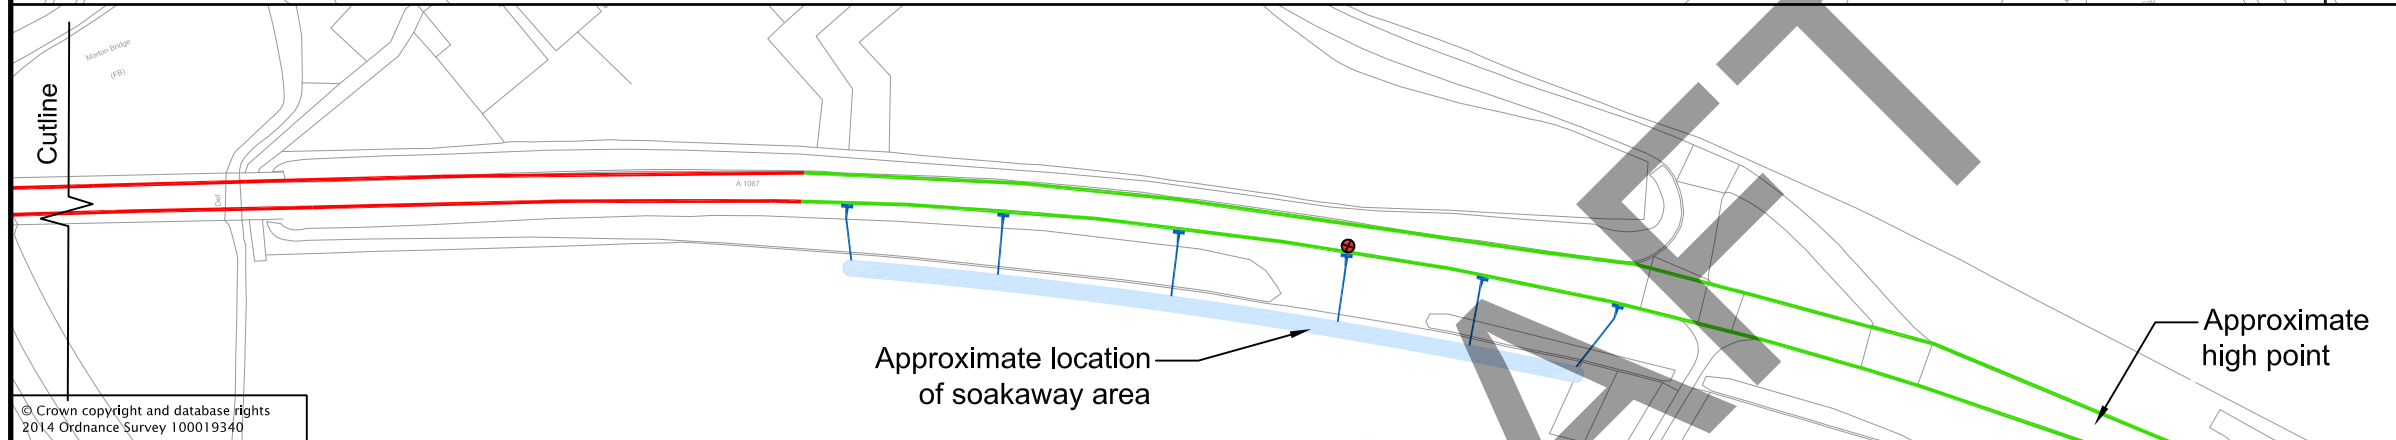 Morton Bridge
(FB)
Cutline
Def
A 1067
Approximate location
of soakaway area
Approximate
high point
© Crown copyright and database rights
2014 Ordnance Survey 100019340